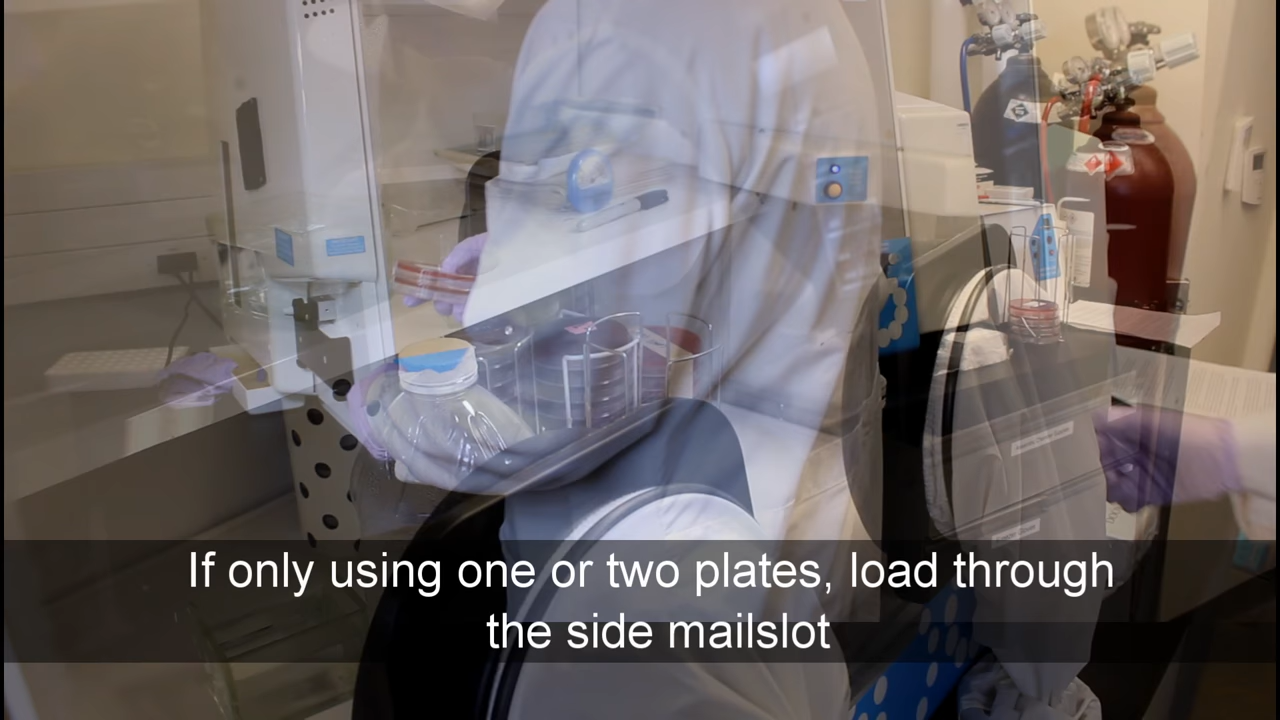 If only using one or two plates, load through
the side mailslot